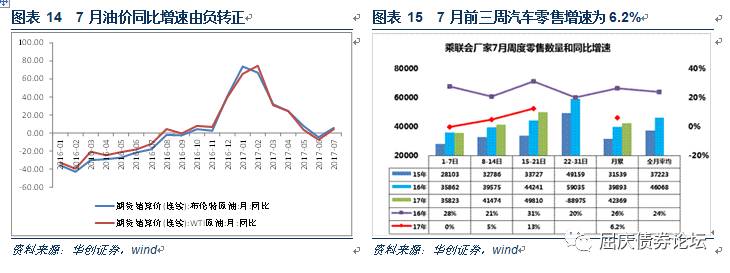 图表 14 7 月油价同比增速由负转正
100.00
80.00
60.00
40.00
20.00
0.00
-20.00
-40.00
-60.00
2016-01
2016-02
2016-03
2016-04
2016-05
2016-06
2016-07
2016-08
2016-09
2016-10
2016-11
2016-12
2017-01
2017-02
2017-03
2017-04
2017-05
2017-06
2017-07
期货结算价(连续):布伦特原油:月:同比
期货结算价(连续):WTI原油:月:同比
资料来源：华创证券，wind
图表 15 7 月前三周汽车零售增速为 6.2%
乘联会厂家7月周度零售数量和同比增速
80000 40%
60000 20%
40000 0%
20000 -20%
1-7日 8-14日 15-21日 22-31日 月累 全月平均
15年 28103 32786 33727 49159 31539 37223
16年 35862 39575 44241 59035 39893 46068
17年 35823 41474 49810 -88975 42369
16年 28% 21% 31% 20% 26% 24%
17年 0% 5% 13% 6.2%
资料来源：华创证券，wind
屈庆债券论坛